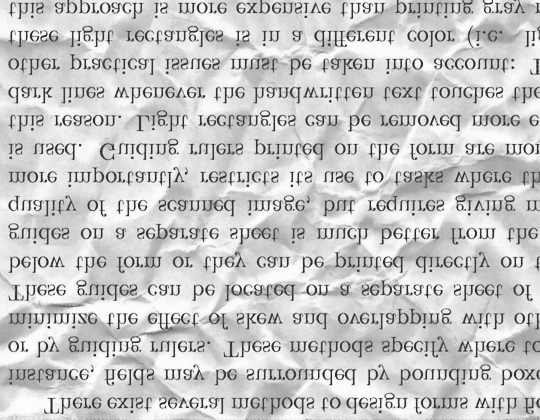 There exist several methods to design forms with fie
instance, fields may be surrounded by bounding boxe
or by guiding rulers. These methods specify where to
minimize the effect of skew and overlapping with oth
These guides can be located on a separate sheet of
below the form or they can be printed directly on t
guides on a separate sheet is much better from the
quality of the scanned image, but requires giving m
more importantly, restricts its use to tasks where th
is used. Guiding rulers printed on the form are mor
this reason. Light rectangles can be removed more e
dark lines whenever the handwritten text touches the
other practical issues must be taken into account: T
these light rectangles is in a different color (i.e. lig
this approach is more expensive than printing gray r